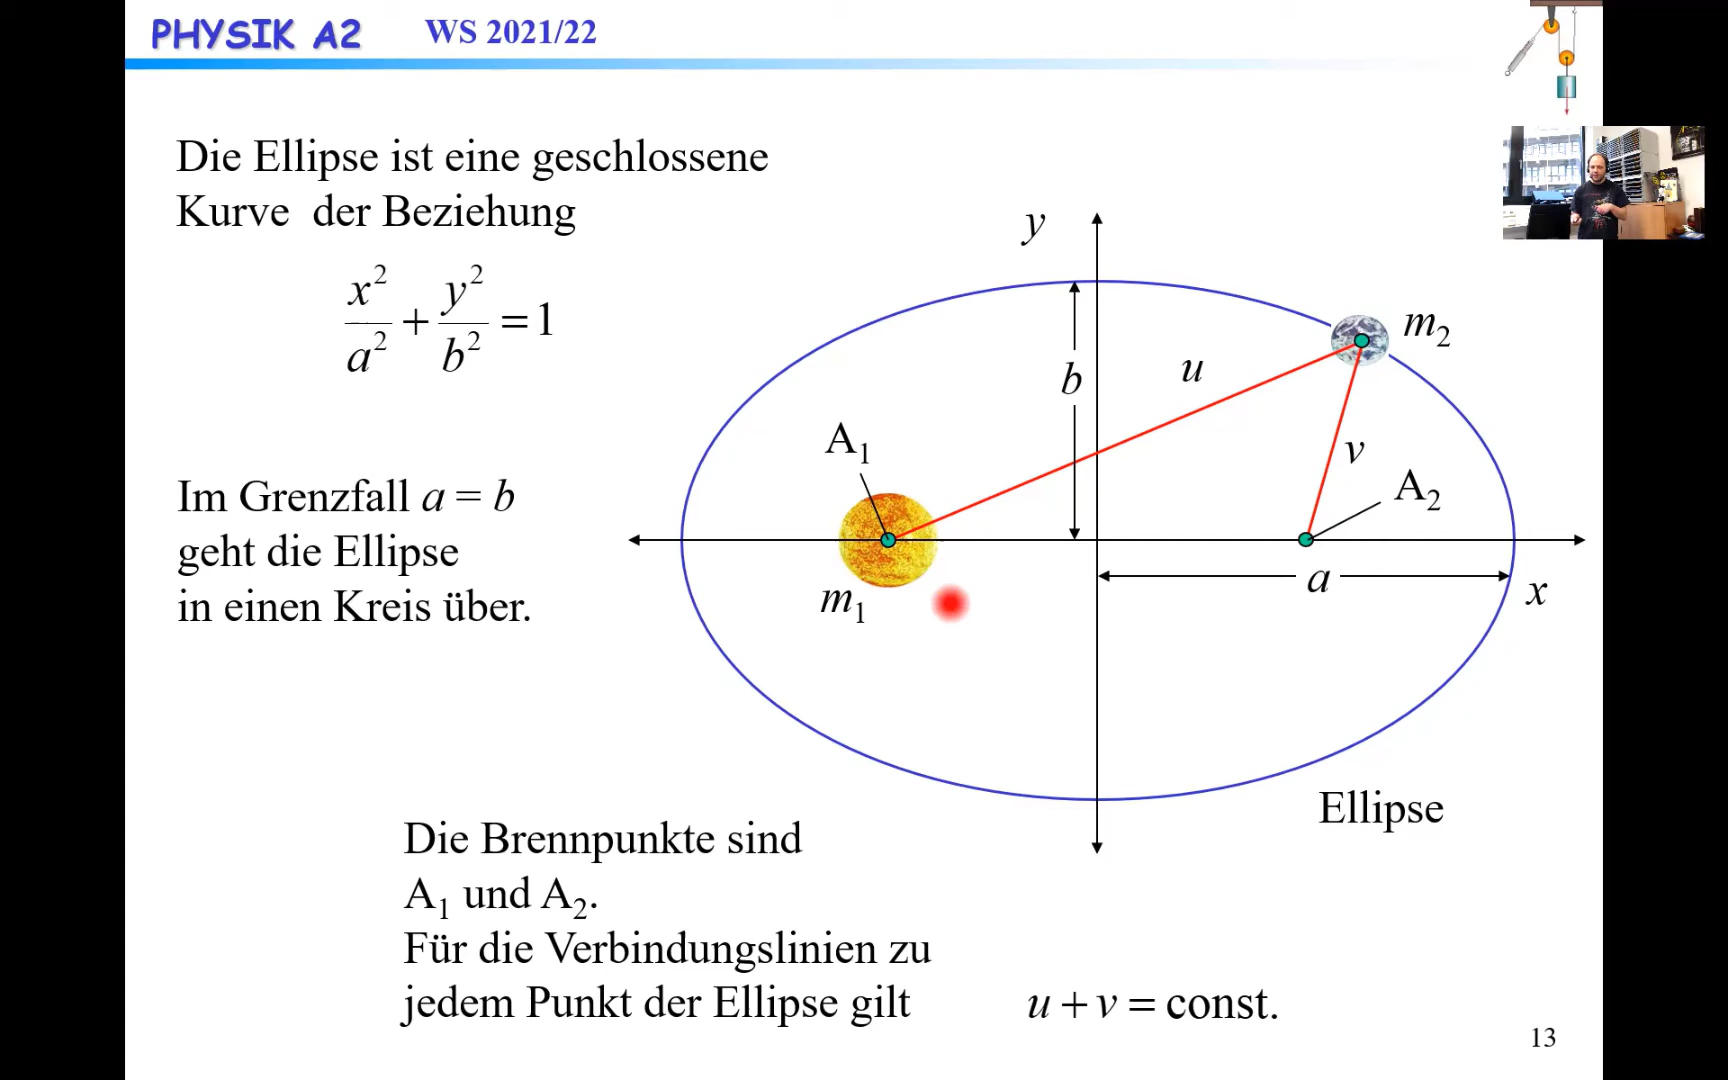 PHYSIK A2 WS 2021/22
Die Ellipse ist eine geschlossene
Kurve der Beziehung
x²/a² + y²/b² = 1
Im Grenzfall a = b
geht die Ellipse
in einen Kreis über.
y
m₂
u
b
A₁
v
A₂
a
x
m₁
Ellipse
Die Brennpunkte sind
A₁ und A₂.
Für die Verbindungslinien zu
jedem Punkt der Ellipse gilt u + v = const.
13